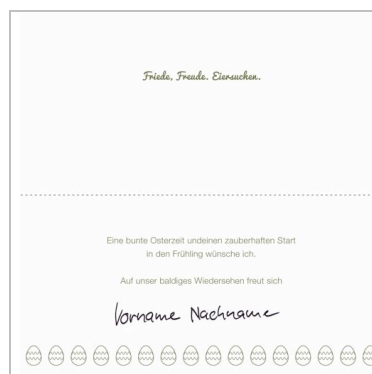 Friede, Freude. Eiersuchen.
Eine bunte Osterzeit undeinen zauberhaften Start
in den Frühling wünsche ich.
Auf unser baldiges Wiedersehen freut sich
Vorname Nachname